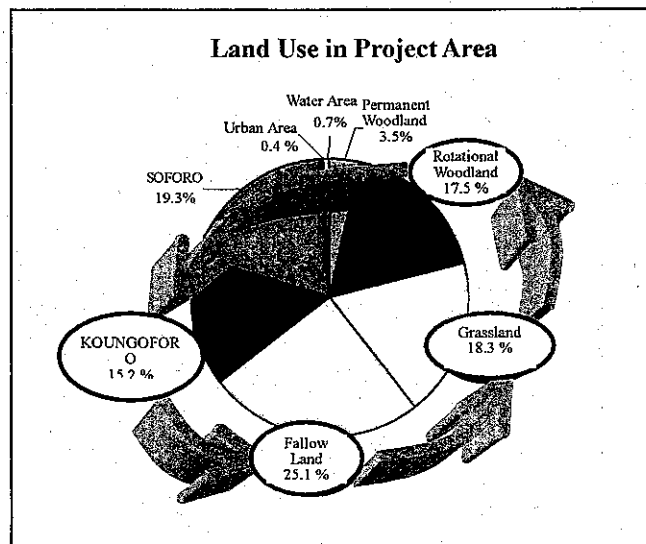 Land Use in Project Area
Water Area
0.7%
Permanent
Woodland
3.5%
Urban Area
0.4 %
SOFORO
19.3%
Rotational
Woodland
17.5 %
Grassland
18.3 %
KOUNGOFOR
O
15.2 %
Fallow
Land
25.1 %